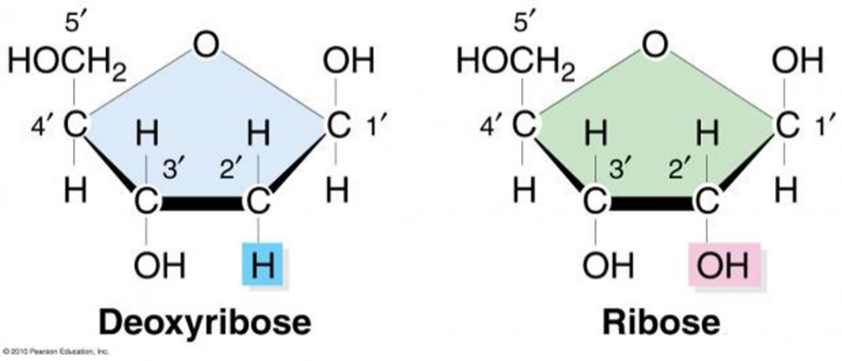 5′ 5′
HOCH₂ O OH HOCH₂ O OH
4′ C H H C 1′ 4′ C H H C 1′
3′ 2′ 3′ 2′
H C C H H C C H
OH H OH OH
Deoxyribose Ribose
© 2010 Pearson Education, Inc.